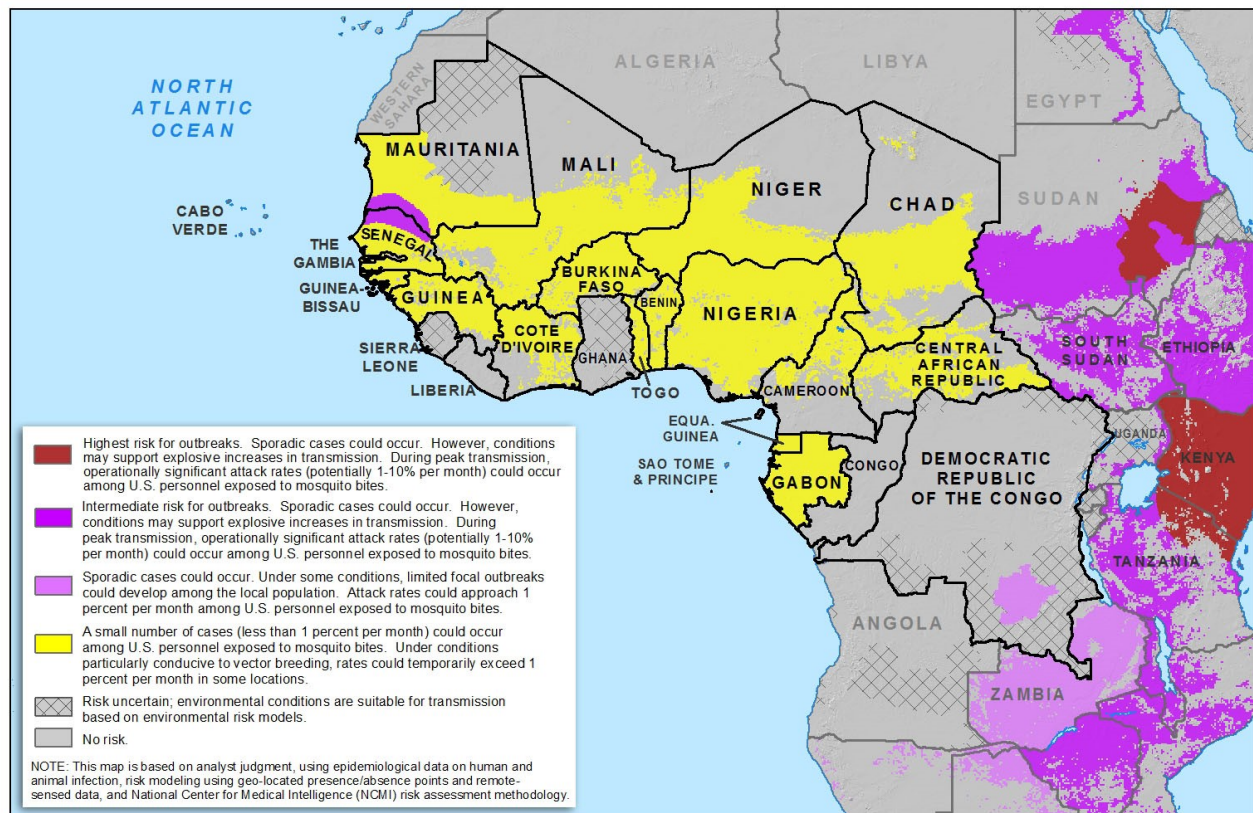 NORTH
ATLANTIC
OCEAN
WESTERN
SAHARA
ALGERIA
LIBYA
EGYPT
MAURITANIA
MALI
NIGER
CHAD
SUDAN
CABO
VERDE
SENEGAL
THE
GAMBIA
GUINEA-
BISSAU
GUINEA
BURKINA
FASO
BENIN
NIGERIA
COTE
D'IVOIRE
GHANA
SIERRA
LEONE
LIBERIA
TOGO
CAMEROON
CENTRAL
AFRICAN
REPUBLIC
SOUTH
SUDAN
ETHIOPIA
EQUA.
GUINEA
SAO TOME
& PRINCIPE
GABON
CONGO
DEMOCRATIC
REPUBLIC
OF THE CONGO
UGANDA
KENYA
TANZANIA
ANGOLA
ZAMBIA
Highest risk for outbreaks. Sporadic cases could occur. However, conditions
may support explosive increases in transmission. During peak transmission,
operationally significant attack rates (potentially 1-10% per month) could occur
among U.S. personnel exposed to mosquito bites.
Intermediate risk for outbreaks. Sporadic cases could occur. However,
conditions may support explosive increases in transmission. During
peak transmission, operationally significant attack rates (potentially 1-10%
per month) could occur among U.S. personnel exposed to mosquito bites.
Sporadic cases could occur. Under some conditions, limited focal outbreaks
could develop among the local population. Attack rates could approach 1
percent per month among U.S. personnel exposed to mosquito bites.
A small number of cases (less than 1 percent per month) could occur
among U.S. personnel exposed to mosquito bites. Under conditions
particularly conducive to vector breeding, rates could temporarily exceed 1
percent per month in some locations.
Risk uncertain; environmental conditions are suitable for transmission
based on environmental risk models.
No risk.
NOTE: This map is based on analyst judgment, using epidemiological data on human and
animal infection, risk modeling using geo-located presence/absence points and remote-
sensed data, and National Center for Medical Intelligence (NCMI) risk assessment methodology.